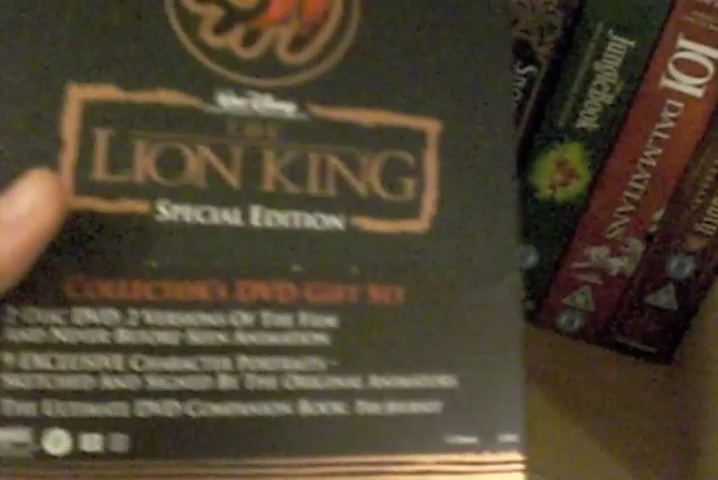 Walt Disney
THE
LION KING
SPECIAL EDITION
COLLECTOR'S DVD GIFT SET
2-DISC DVD: 2 VERSIONS OF THE FILM
AND NEVER BEFORE SEEN ANIMATION
9 EXCLUSIVE CHARACTER PORTRAITS -
SKETCHED AND SIGNED BY THE ORIGINAL ANIMATORS
THE ULTIMATE DVD COMPANION BOOK
Jungle Book
101 DALMATIANS